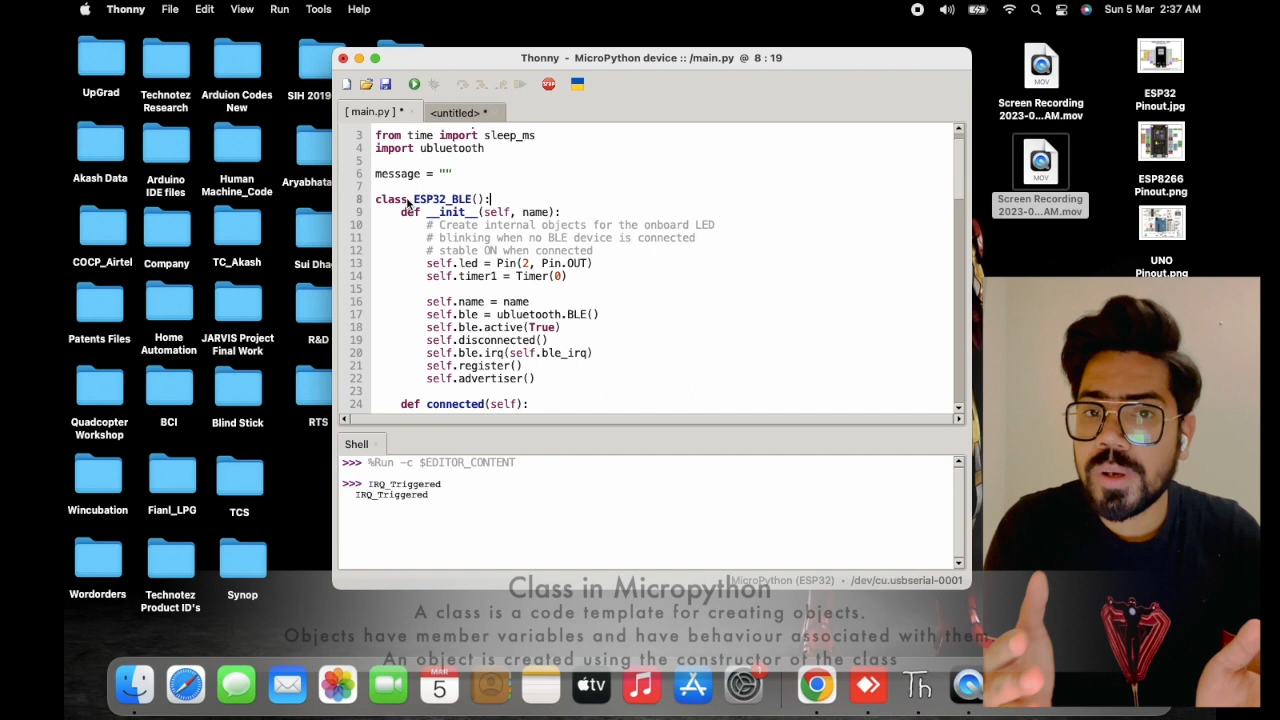 Thonny File Edit View Run Tools Help
Sun 5 Mar 2:37 AM
UpGrad
Technotez
Research
Arduion Codes
New
SIH 2019
Akash Data
Arduino
IDE files
Human
Machine_Code
Aryabhata
COCP_Airtel
Company
TC_Akash
Sui Dha
Patents Files
Home
Automation
JARVIS Project
Final Work
R&D
Quadcopter
Workshop
BCI
Blind Stick
RTS
Wincubation
Fianl_LPG
TCS
Wordorders
Technotez
Product ID's
Synop
Thonny - MicroPython device :: /main.py @ 8 : 19
STOP
[ main.py ] *
<untitled> *
3 from time import sleep_ms
4 import ubluetooth
5
6 message = ""
7
8 class ESP32_BLE():
9 def __init__(self, name):
10 # Create internal objects for the onboard LED
11 # blinking when no BLE device is connected
12 # stable ON when connected
13 self.led = Pin(2, Pin.OUT)
14 self.timer1 = Timer(0)
15
16 self.name = name
17 self.ble = ubluetooth.BLE()
18 self.ble.active(True)
19 self.disconnected()
20 self.ble.irq(self.ble_irq)
21 self.register()
22 self.advertiser()
23
24 def connected(self):
Shell
>>> %Run -c $EDITOR_CONTENT
>>> IRQ_Triggered
IRQ_Triggered
MicroPython (ESP32) • /dev/cu.usbserial-0001
MOV
Screen Recording
2023-0...AM.mov
MOV
Screen Recording
2023-0...AM.mov
ESP32
Pinout.jpg
ESP8266
Pinout.png
UNO
Pinout.png
Class in Micropython
A class is a code template for creating objects.
Objects have member variables and have behaviour associated with them.
An object is created using the constructor of the class
MAR
5
tv
Th